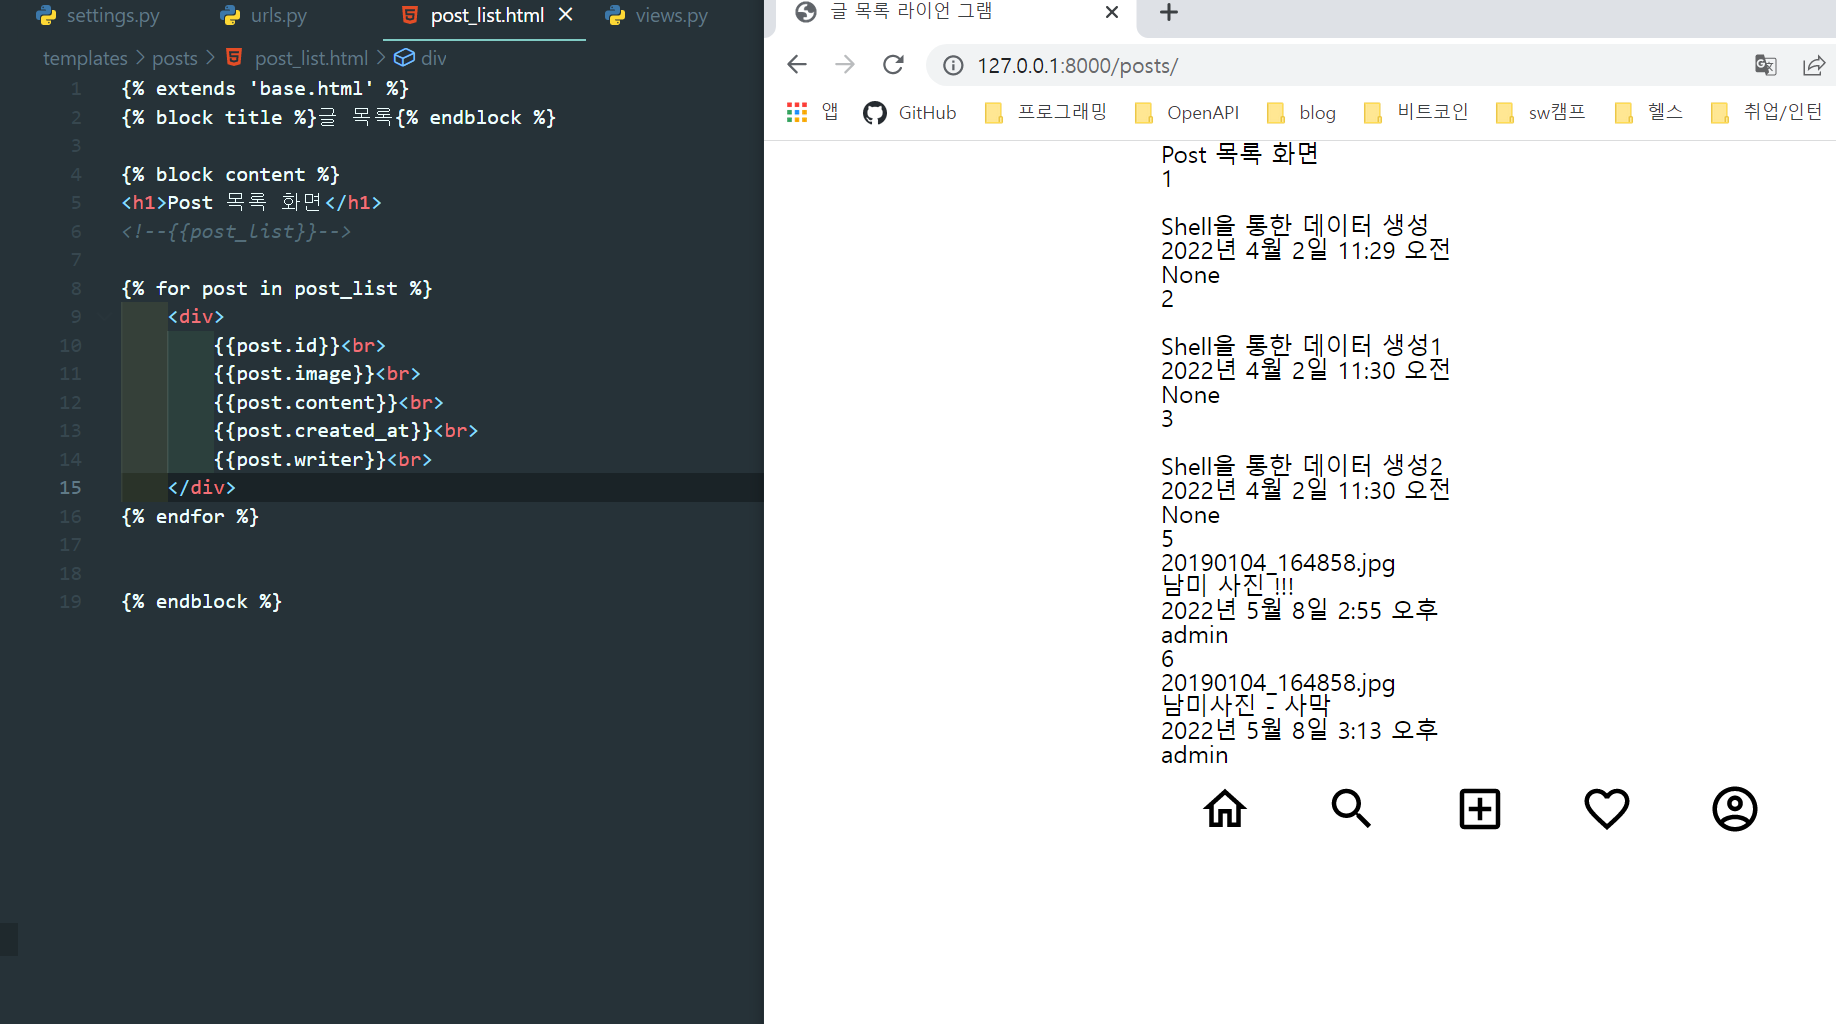 settings.py
urls.py
post_list.html
views.py
templates > posts > post_list.html > div
1 {% extends 'base.html' %}
2 {% block title %}글 목록{% endblock %}
3
4 {% block content %}
5 <h1>Post 목록 화면</h1>
6 <!--{{post_list}}-->
7
8 {% for post in post_list %}
9 <div>
10 {{post.id}}<br>
11 {{post.image}}<br>
12 {{post.content}}<br>
13 {{post.created_at}}<br>
14 {{post.writer}}<br>
15 </div>
16 {% endfor %}
17
18
19 {% endblock %}
글 목록 라이언 그램
127.0.0.1:8000/posts/
앱 GitHub 프로그래밍 OpenAPI blog 비트코인 sw캠프 헬스 취업/인턴
Post 목록 화면
1
Shell을 통한 데이터 생성
2022년 4월 2일 11:29 오전
None
2
Shell을 통한 데이터 생성1
2022년 4월 2일 11:30 오전
None
3
Shell을 통한 데이터 생성2
2022년 4월 2일 11:30 오전
None
5
20190104_164858.jpg
남미 사진 !!!
2022년 5월 8일 2:55 오후
admin
6
20190104_164858.jpg
남미사진 - 사막
2022년 5월 8일 3:13 오후
admin